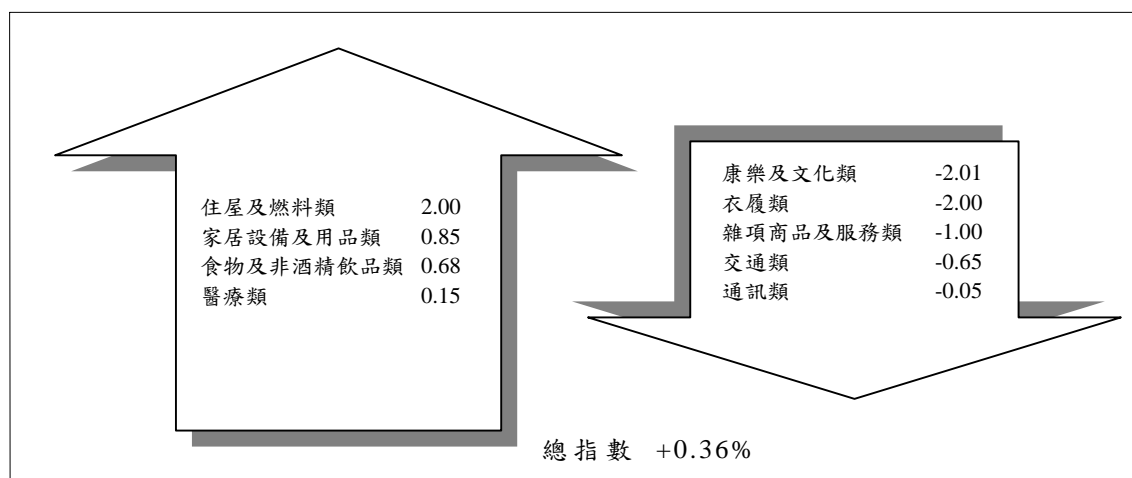 住屋及燃料類 2.00
家居設備及用品類 0.85
食物及非酒精飲品類 0.68
醫療類 0.15
康樂及文化類 -2.01
衣履類 -2.00
雜項商品及服務類 -1.00
交通類 -0.65
通訊類 -0.05
總指數 +0.36%